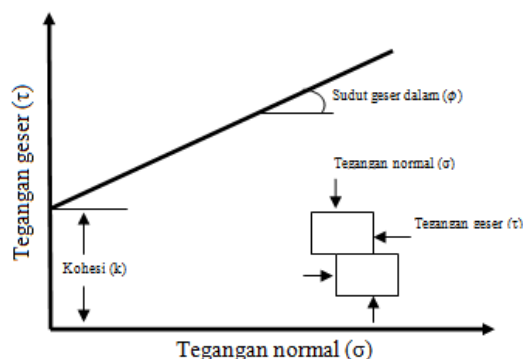 Tegangan geser (τ)
Sudut geser dalam (ϕ)
Tegangan normal (σ)
Tegangan geser (τ)
Kohesi (k)
Tegangan normal (σ)